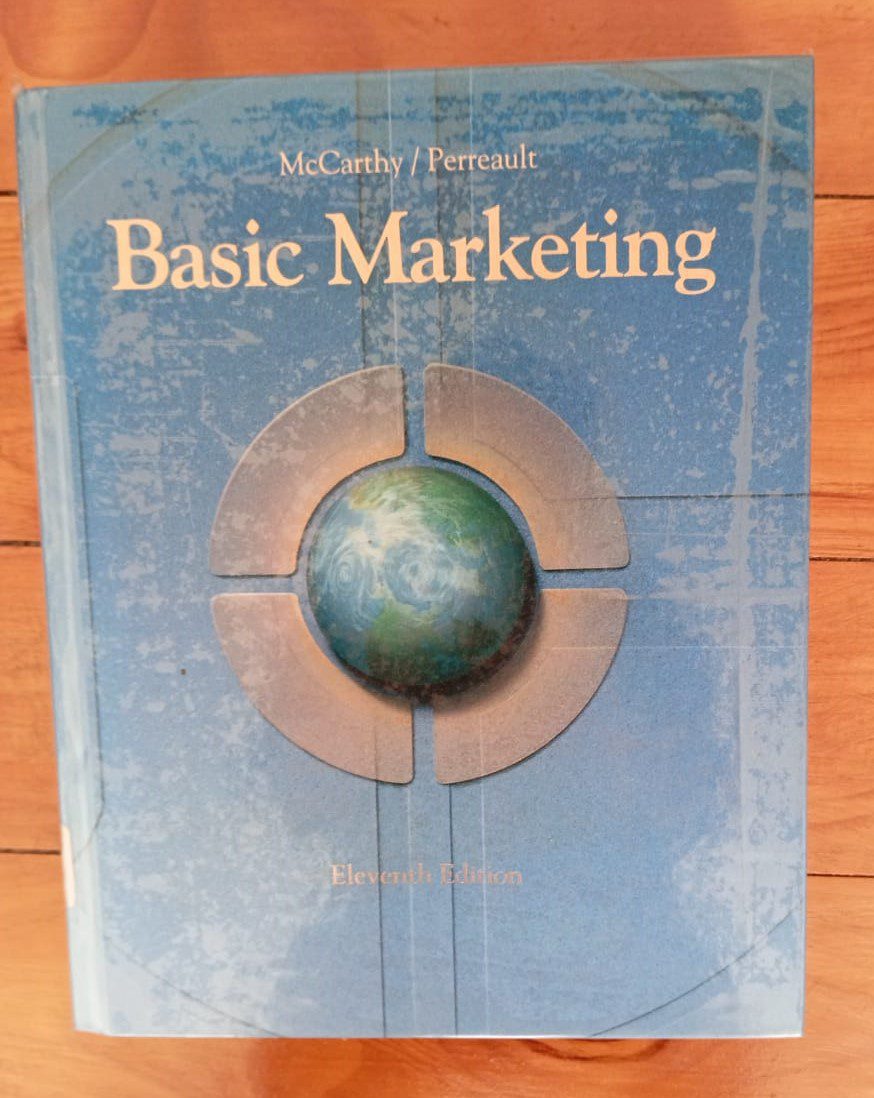 McCarthy / Perreault
Basic Marketing
Eleventh Edition